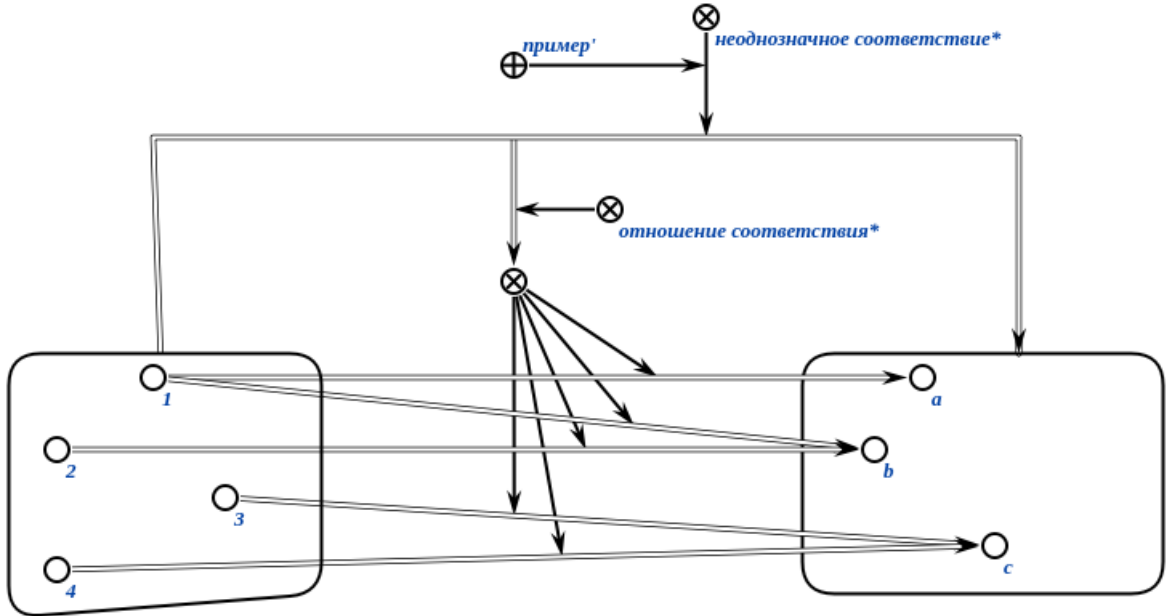 неоднозначное соответствие*
пример'
отношение соответствия*
1
a
2
b
3
c
4